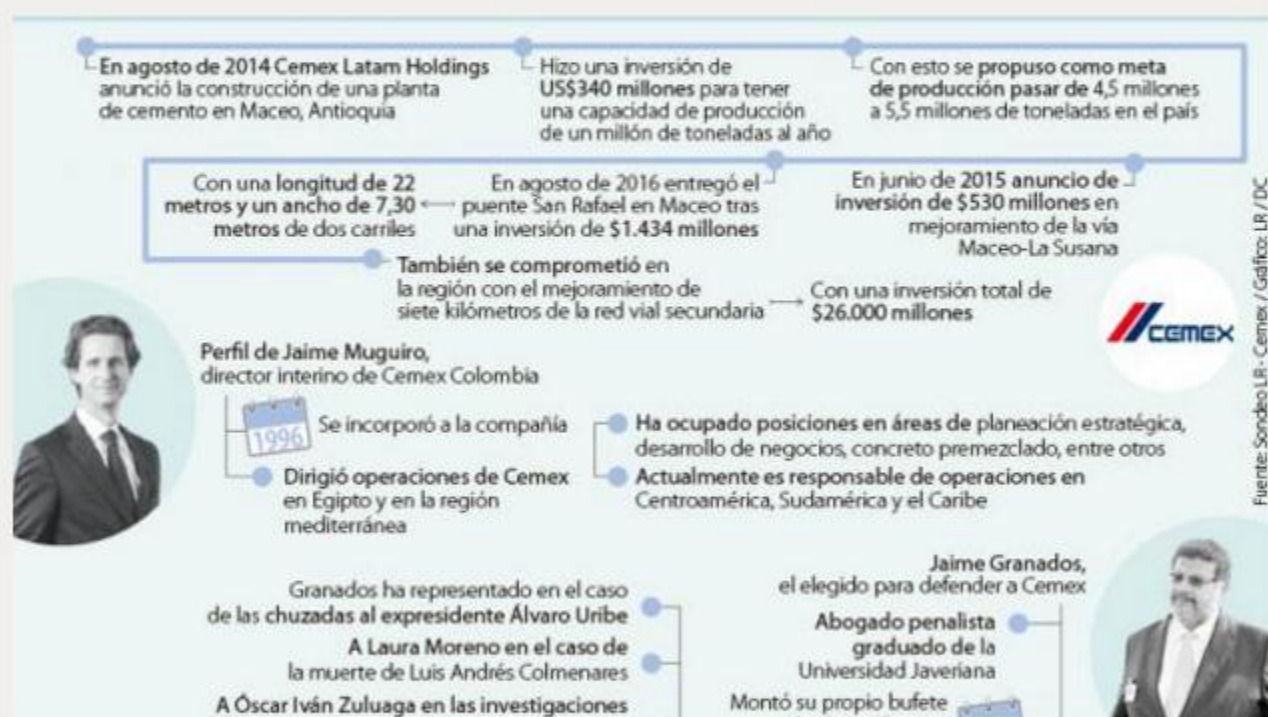 En agosto de 2014 Cemex Latam Holdings
anunció la construcción de una planta
de cemento en Maceo, Antioquia
Hizo una inversión de
US$340 millones para tener
una capacidad de producción
de un millón de toneladas al año
Con esto se propuso como meta
de producción pasar de 4,5 millones
a 5,5 millones de toneladas en el país
En junio de 2015 anuncio de
inversión de $530 millones en
mejoramiento de la vía
Maceo-La Susana
En agosto de 2016 entregó el
puente San Rafael en Maceo tras
una inversión de $1.434 millones
Con una longitud de 22
metros y un ancho de 7,30
metros de dos carriles
También se comprometió en
la región con el mejoramiento de
siete kilómetros de la red vial secundaria
Con una inversión total de
$26.000 millones
CEMEX
Fuente: Sondeo LR - Cemex / Gráfico: LR / DC
Perfil de Jaime Muguiro,
director interino de Cemex Colombia
1996
Se incorporó a la compañía
Dirigió operaciones de Cemex
en Egipto y en la región
mediterránea
Ha ocupado posiciones en áreas de planeación estratégica,
desarrollo de negocios, concreto premezclado, entre otros
Actualmente es responsable de operaciones en
Centroamérica, Sudamérica y el Caribe
Jaime Granados,
el elegido para defender a Cemex
Abogado penalista
graduado de la
Universidad Javeriana
Montó su propio bufete
Granados ha representado en el caso
de las chuzadas al expresidente Álvaro Uribe
A Laura Moreno en el caso de
la muerte de Luis Andrés Colmenares
A Óscar Iván Zuluaga en las investigaciones